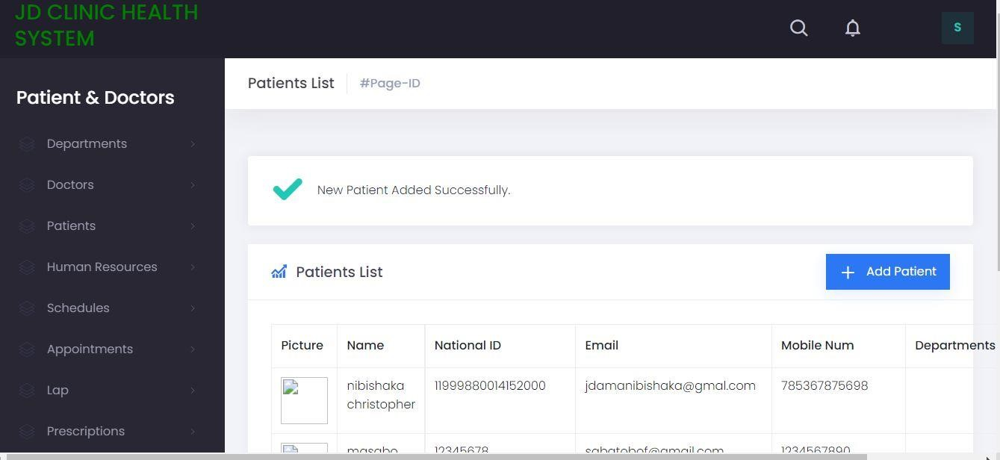 JD CLINIC HEALTH
SYSTEM
S
Patient & Doctors
Departments
Doctors
Patients
Human Resources
Schedules
Appointments
Lap
Prescriptions
Patients List
#Page-ID
New Patient Added Successfully.
Patients List
Add Patient
Picture Name National ID Email Mobile Num Departments
nibishaka 11999880014152000 jdamanibishaka@gmal.com 785367875698
christopher
masabo 12345678 sabatobof@gmail.com 1234567890